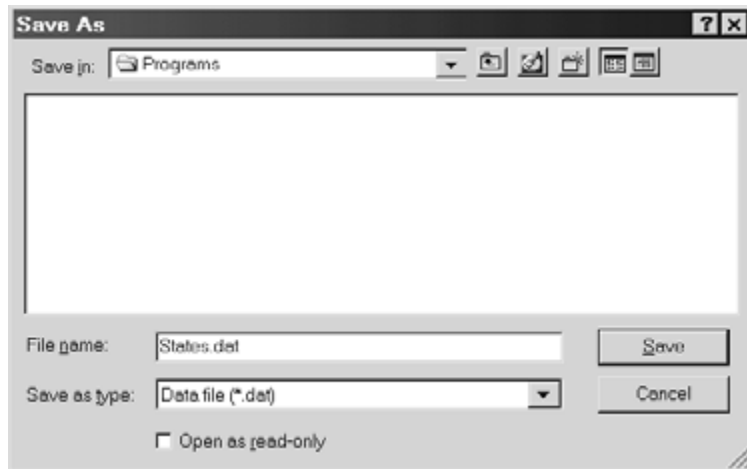 Save As
Save in: Programs
File name: States.dat Save
Save as type: Data file (*.dat) Cancel
Open as read-only